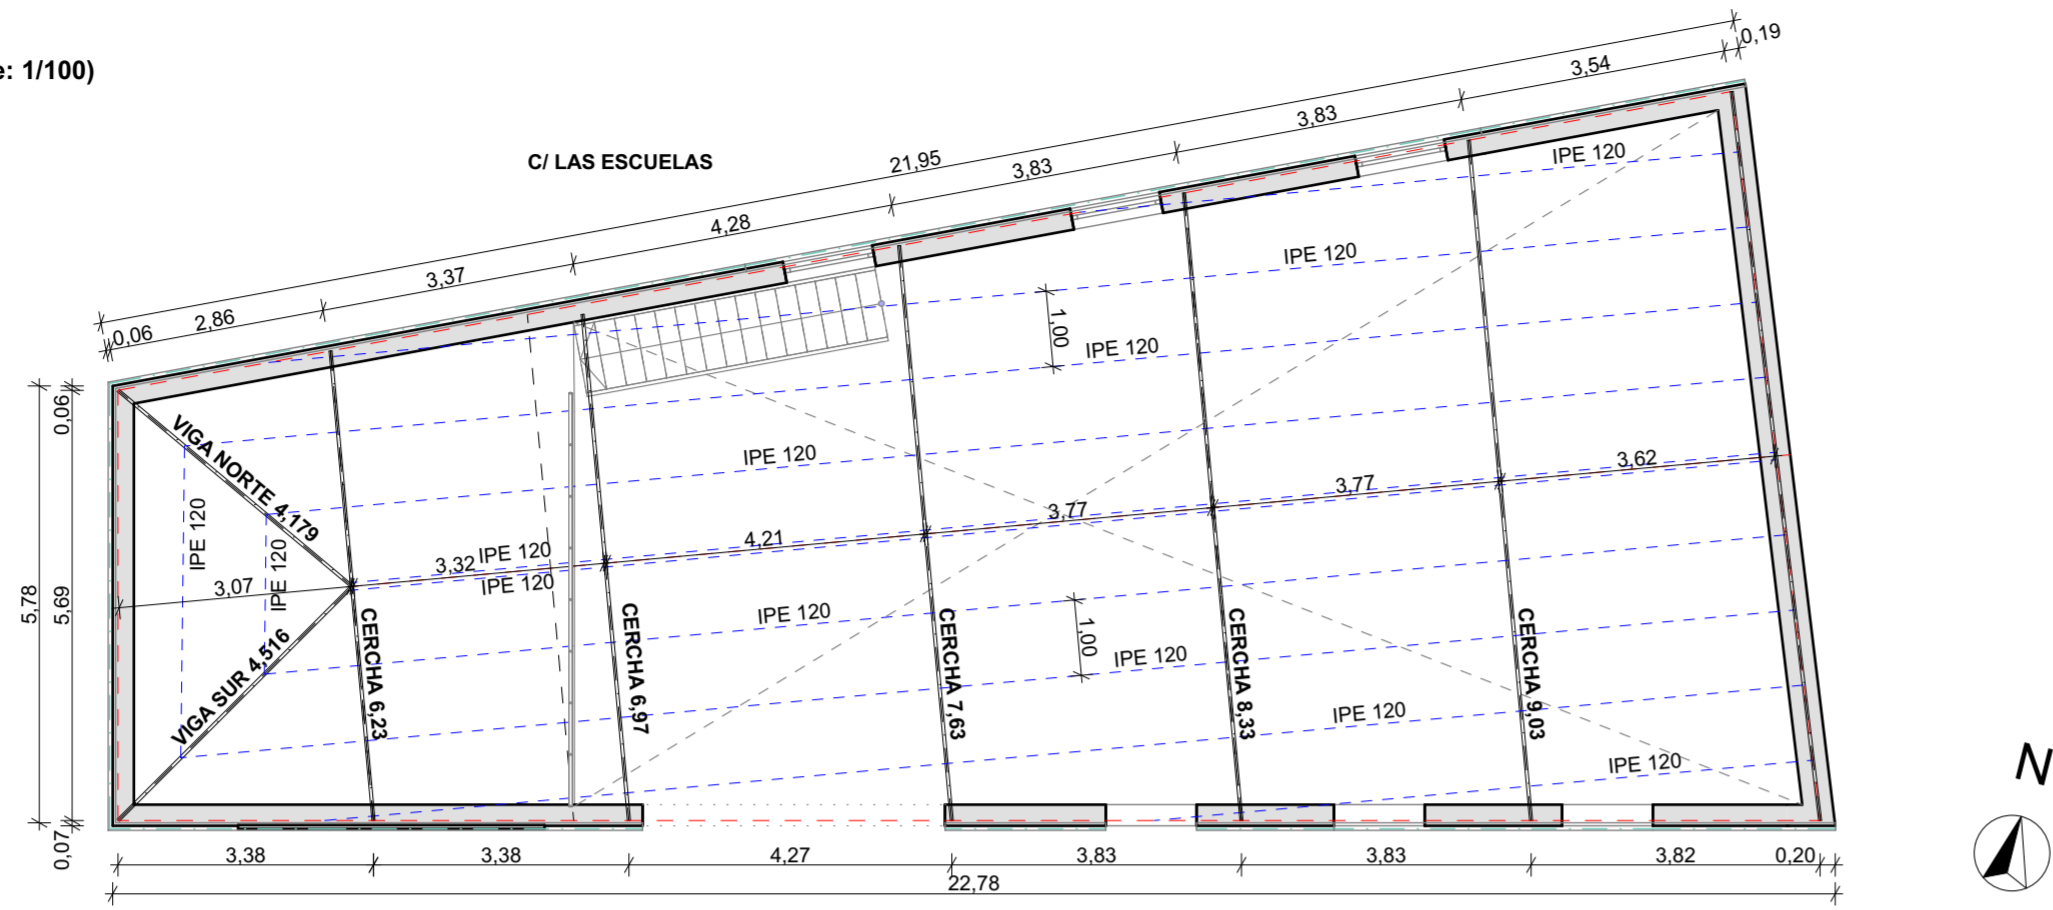 e: 1/100)
C/ LAS ESCUELAS
0,19
3,54
3,83
21,95
3,83
4,28
3,37
2,86
0,06
IPE 120
IPE 120
1,00
IPE 120
IPE 120
VIGA NORTE 4,179
IPE 120
IPE 120
3,07
3,32
IPE 120
IPE 120
4,21
3,77
3,77
3,62
0,06
5,78
5,69
0,07
VIGA SUR 4,516
CERCHA 6,23
CERCHA 6,97
CERCHA 7,63
CERCHA 8,33
CERCHA 9,03
IPE 120
1,00
IPE 120
IPE 120
IPE 120
N
3,38
3,38
4,27
3,83
3,83
3,82
0,20
22,78